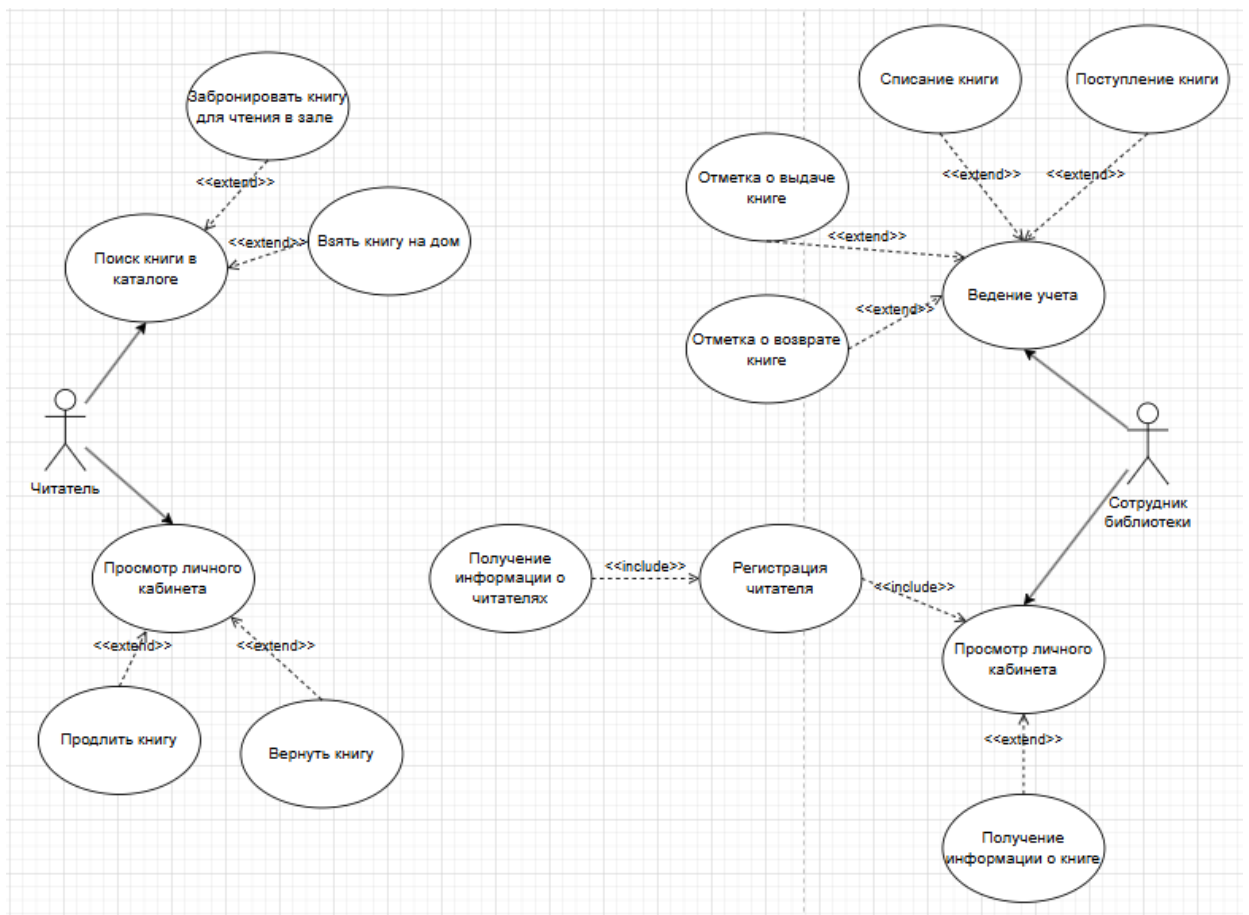 Списание книги
Поступление книги
Забронировать книгу
для чтения в зале
<<extend>>
<<extend>>
<<extend>>
Отметка о выдаче
книге
<<extend>>
<<extend>>
Взять книгу на дом
Поиск книги в
каталоге
Ведение учета
<<extend>>
Отметка о возврате
книге
Читатель
Сотрудник
библиотеки
Просмотр личного
кабинета
Получение
информации о
читателях
<<include>>
Регистрация
читателя
<<include>>
<<extend>>
<<extend>>
Просмотр личного
кабинета
Продлить книгу
Вернуть книгу
<<extend>>
Получение
информации о книге